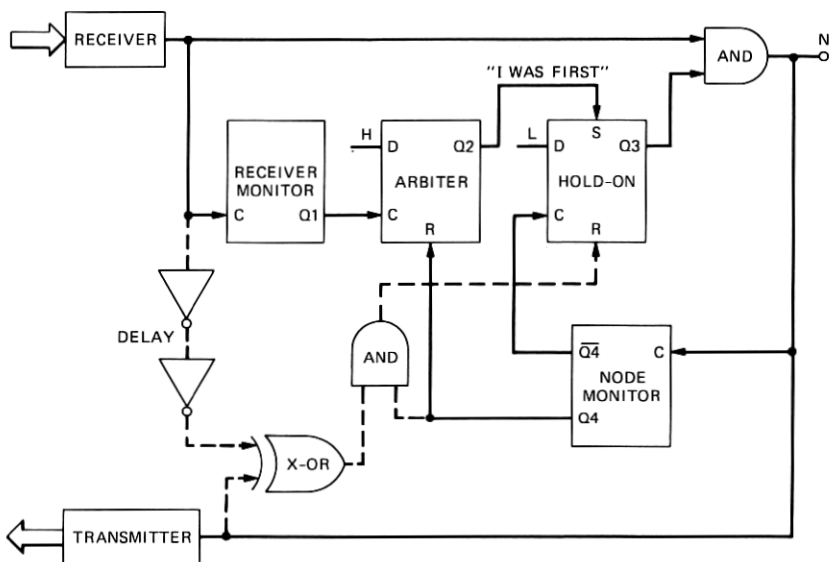 RECEIVER
N
AND
"I WAS FIRST"
H
D
Q2
ARBITER
C
R
L
S
D
Q3
HOLD-ON
C
R
RECEIVER
MONITOR
C
Q1
DELAY
AND
Q4
C
NODE
MONITOR
Q4
X-OR
TRANSMITTER